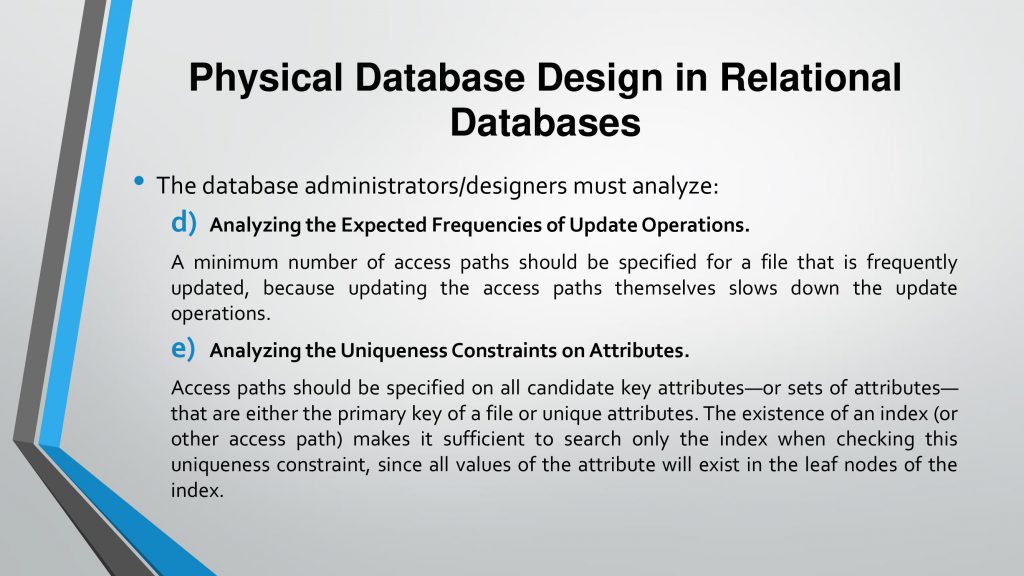 Physical Database Design in Relational
Databases
• The database administrators/designers must analyze:
d) Analyzing the Expected Frequencies of Update Operations.
A minimum number of access paths should be specified for a file that is frequently
updated, because updating the access paths themselves slows down the update
operations.
e) Analyzing the Uniqueness Constraints on Attributes.
Access paths should be specified on all candidate key attributes—or sets of attributes—
that are either the primary key of a file or unique attributes. The existence of an index (or
other access path) makes it sufficient to search only the index when checking this
uniqueness constraint, since all values of the attribute will exist in the leaf nodes of the
index.